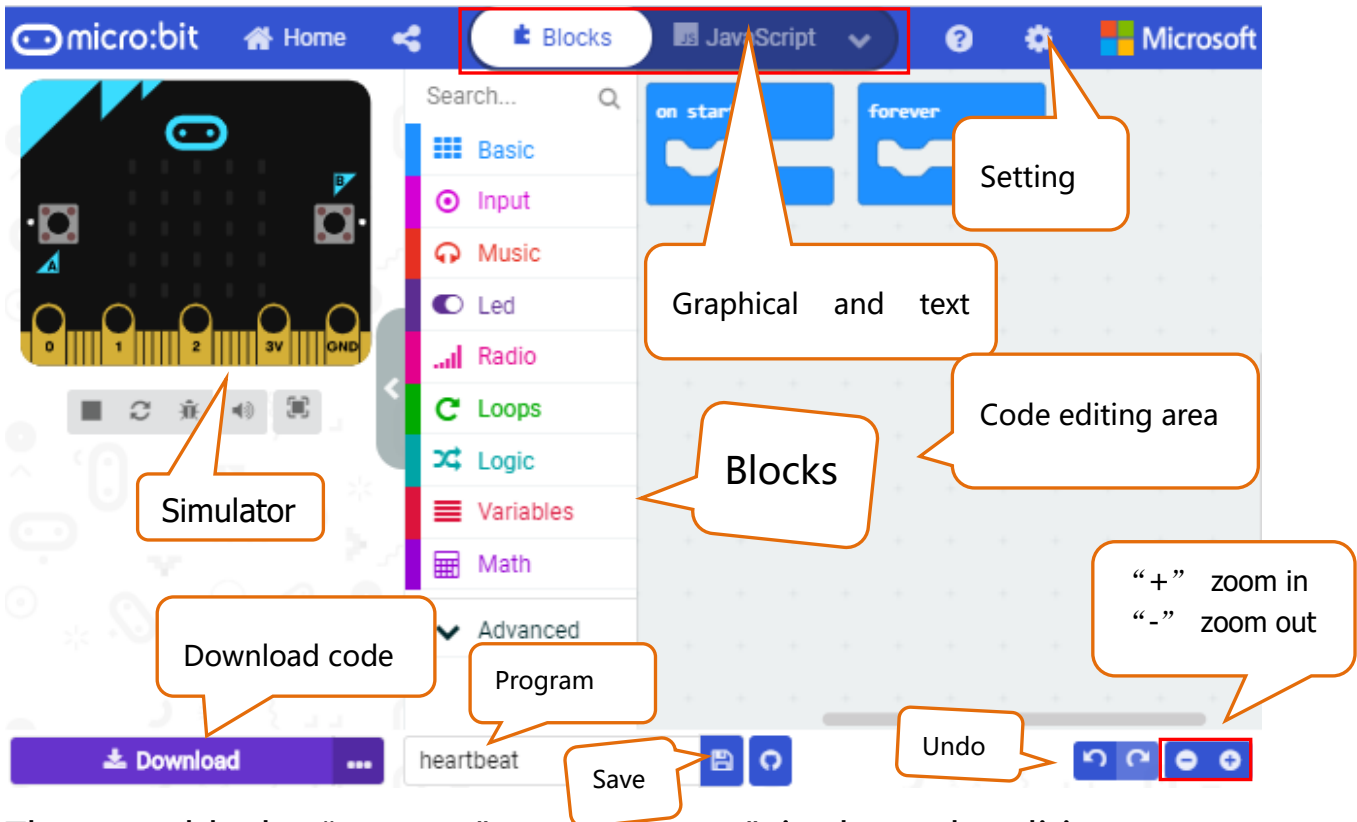 micro:bit Home Blocks JavaScript Microsoft
Search...
Basic
Input
Music
Led
Radio
Loops
Logic
Variables
Math
Advanced
on star
forever
Setting
Graphical and text
Code editing area
Blocks
B
A
0 1 2 3V GND
Simulator
“+” zoom in
“-” zoom out
Download code
Program
Undo
Save
Download ... heartbeat